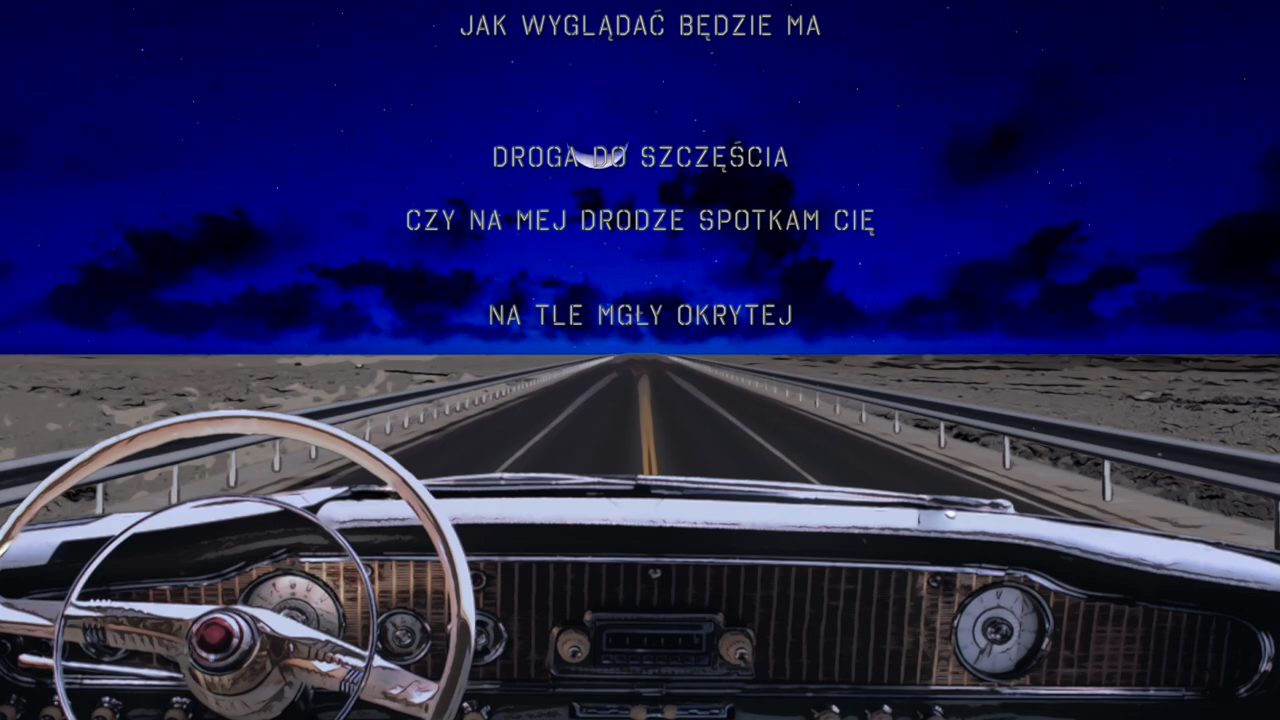 JAK WYGLĄDAĆ BĘDZIE MA
DROGA DO SZCZĘŚCIA
CZY NA MEJ DRODZE SPOTKAM CIĘ
NA TLE MGŁY OKRYTEJ